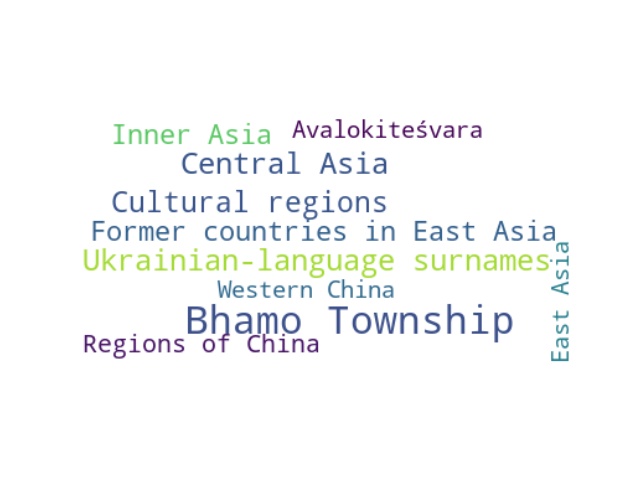 Inner Asia
Avalokiteśvara
Central Asia
Cultural regions
Former countries in East Asia
Ukrainian-language surnames
Western China
East Asia
Bhamo Township
Regions of China